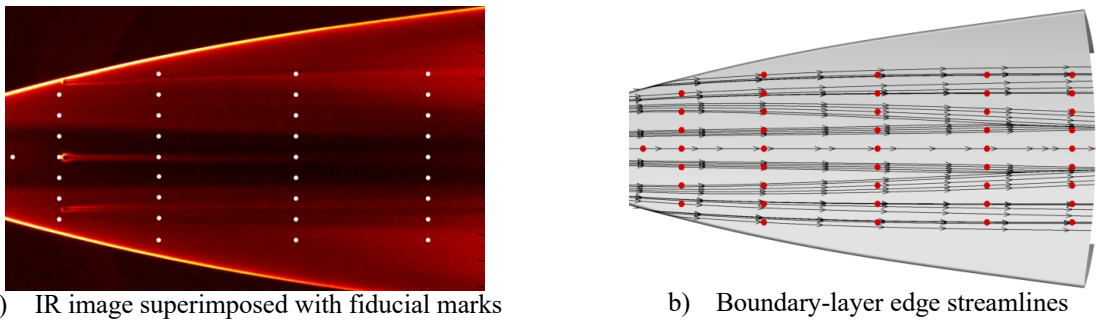 ) IR image superimposed with fiducial marks
b) Boundary-layer edge streamlines